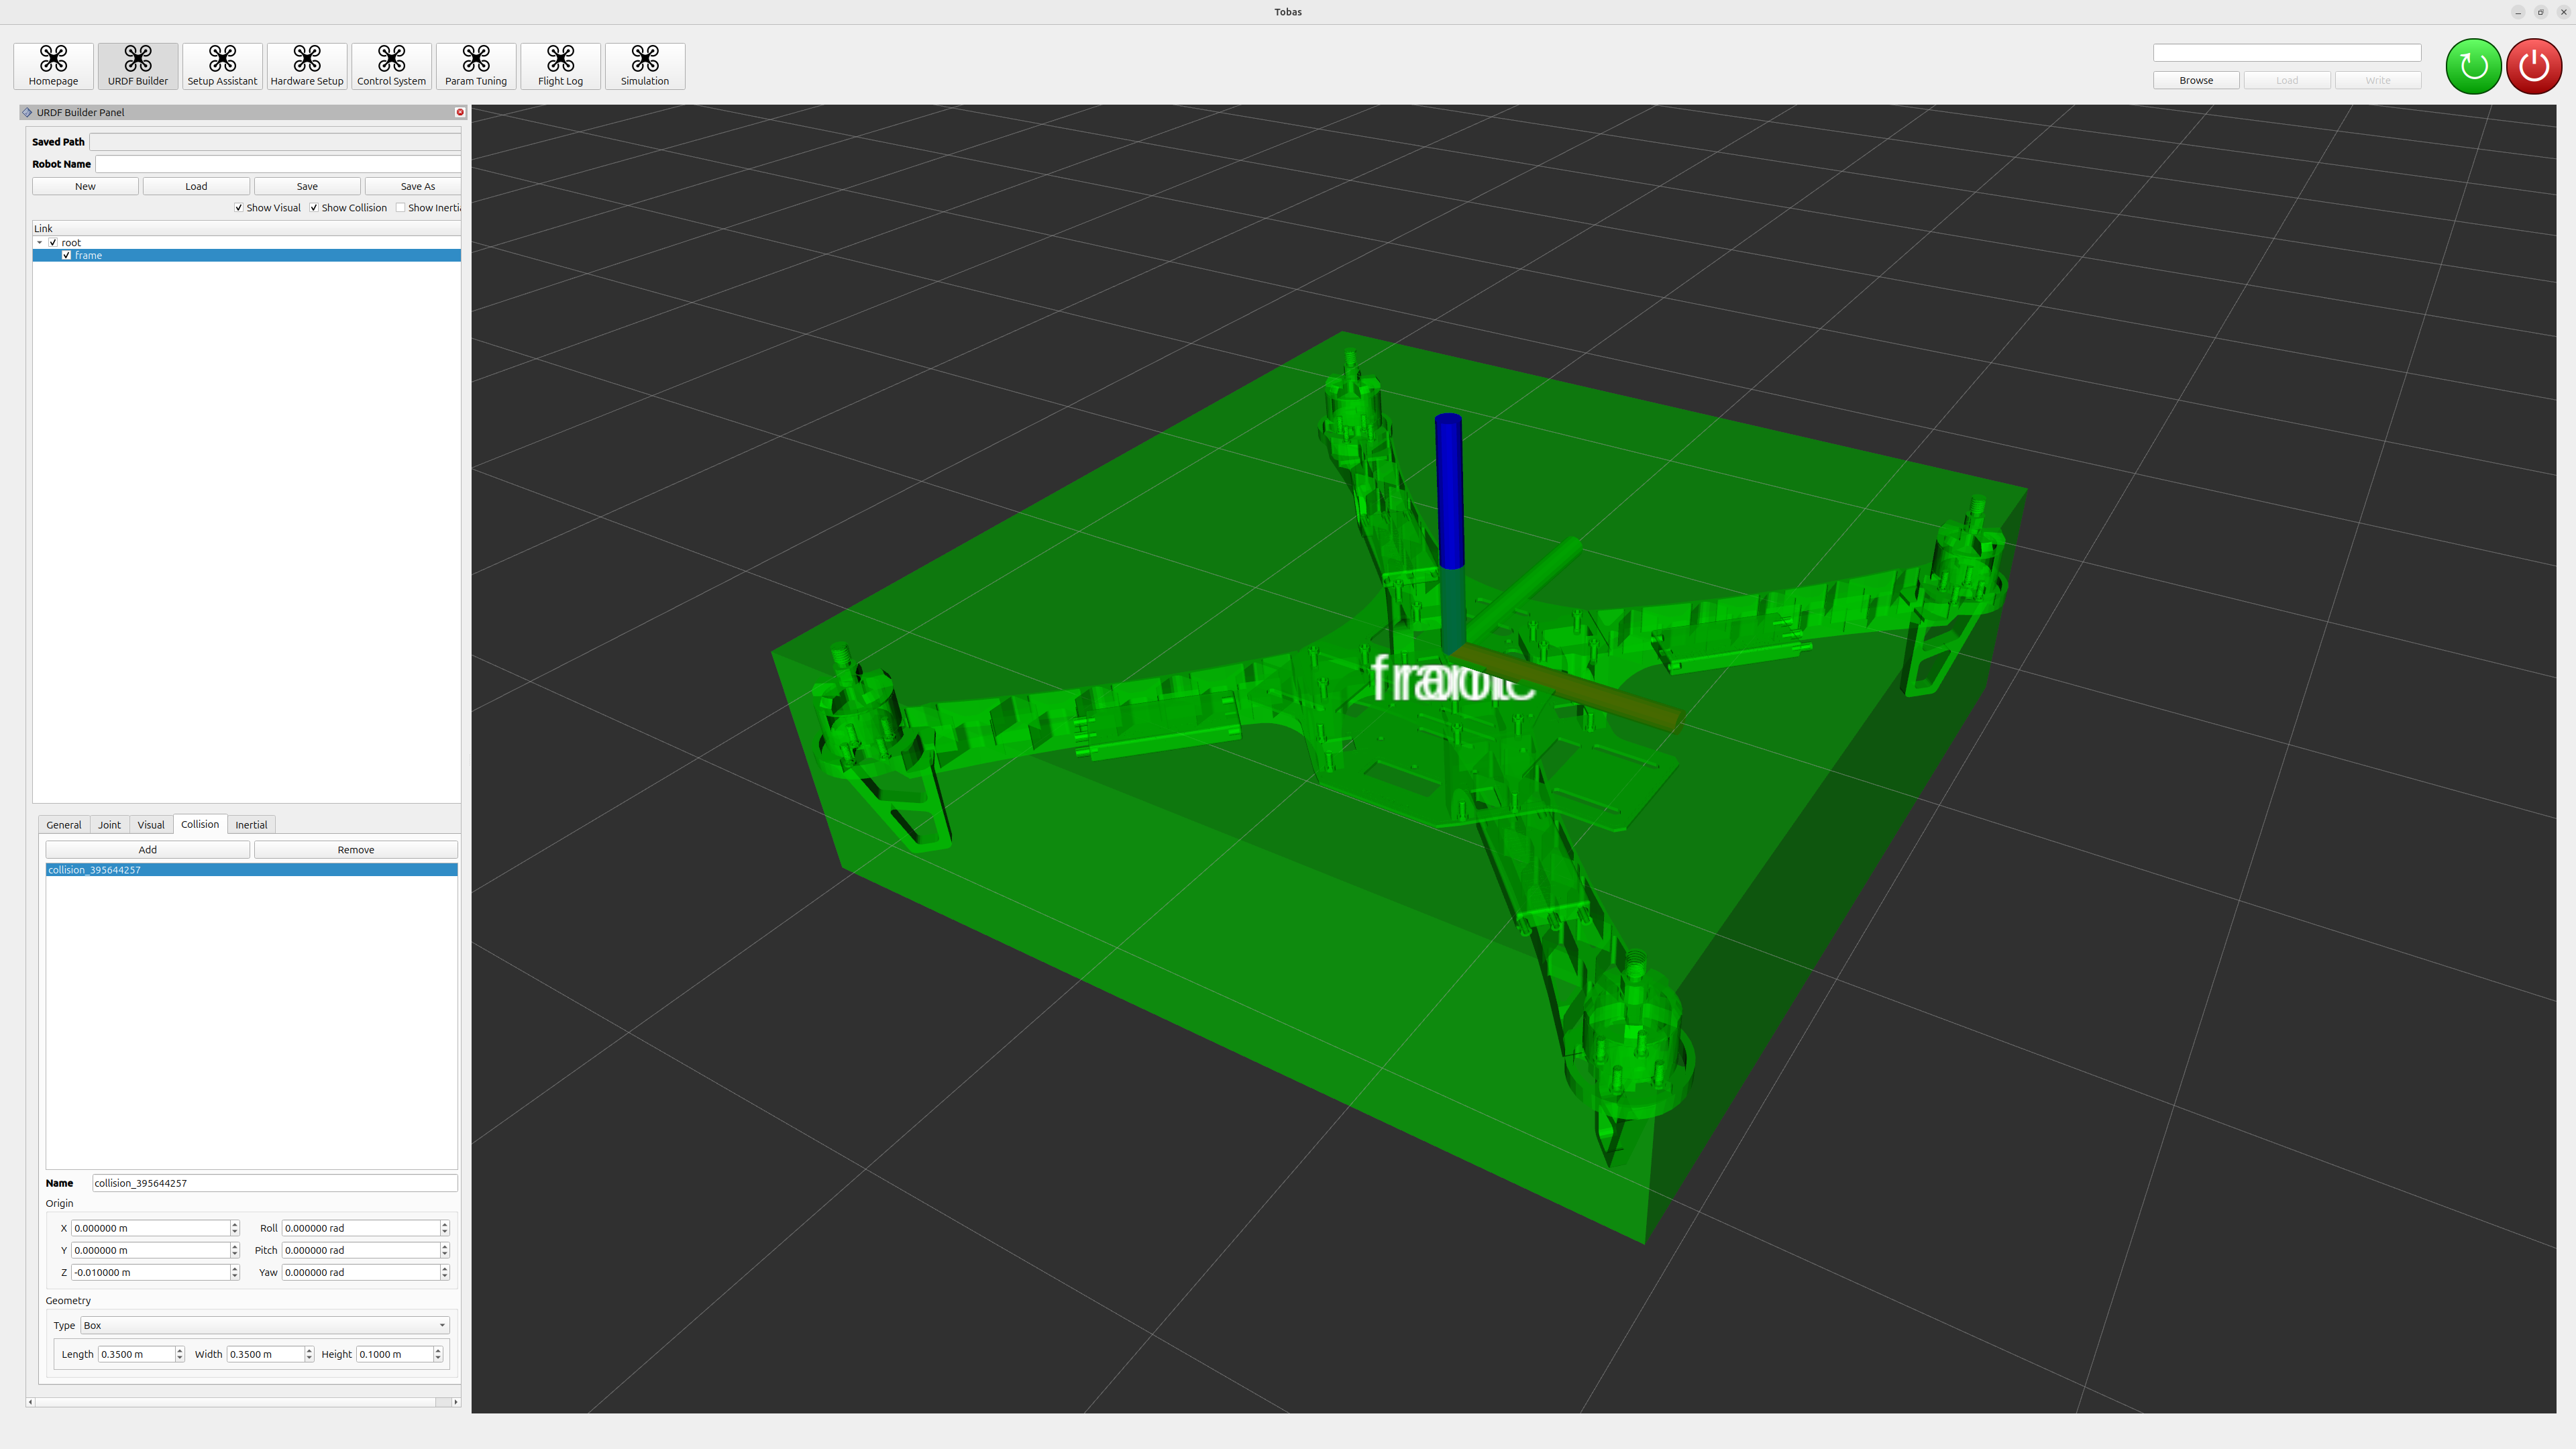 Tobas
Homepage URDF Builder Setup Assistant Hardware Setup Control System Param Tuning Flight Log Simulation
Browse Load Write
URDF Builder Panel
Saved Path
Robot Name
New Load Save Save As
Show Visual Show Collision Show Inertia
Link
root
frame
General Joint Visual Collision Inertial
Add Remove
collision_395644257
Name collision_395644257
Origin
X 0.000000 m Roll 0.000000 rad
Y 0.000000 m Pitch 0.000000 rad
Z -0.010000 m Yaw 0.000000 rad
Geometry
Type Box
Length 0.3500 m Width 0.3500 m Height 0.1000 m